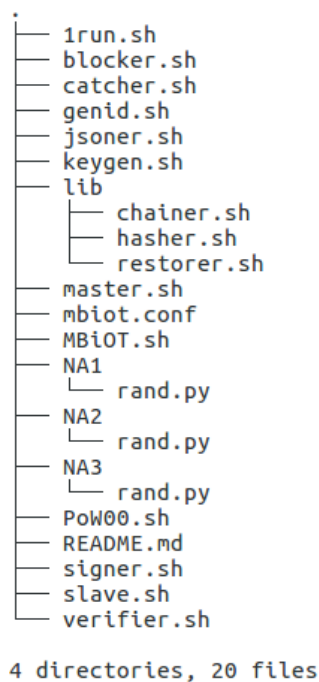 .
├── 1run.sh
├── blocker.sh
├── catcher.sh
├── genid.sh
├── jsoner.sh
├── keygen.sh
├── lib
│   ├── chainer.sh
│   ├── hasher.sh
│   └── restorer.sh
├── master.sh
├── mbiot.conf
├── MBiOT.sh
├── NA1
│   └── rand.py
├── NA2
│   └── rand.py
├── NA3
│   └── rand.py
├── PoW00.sh
├── README.md
├── signer.sh
├── slave.sh
└── verifier.sh

4 directories, 20 files